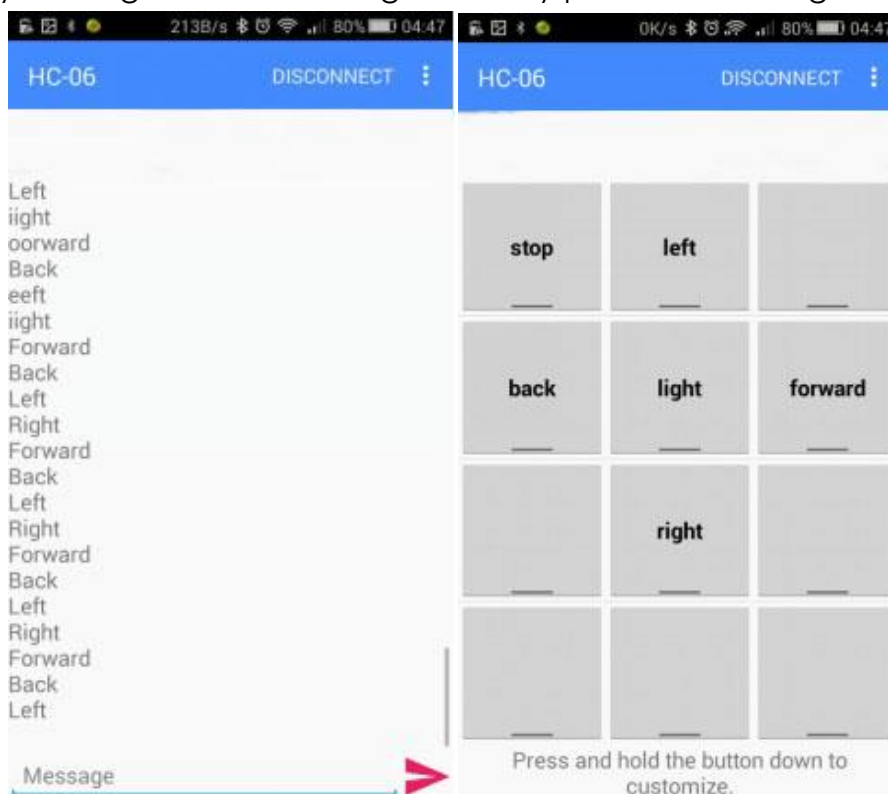 213B/s 80% 04:47
HC-06 DISCONNECT
Left
iight
oorward
Back
eeft
iight
Forward
Back
Left
Right
Forward
Back
Left
Right
Forward
Back
Left
Right
Forward
Back
Left
Message
0K/s 80% 04:47
HC-06 DISCONNECT
stop left
back light forward
right
Press and hold the button down to
customize.